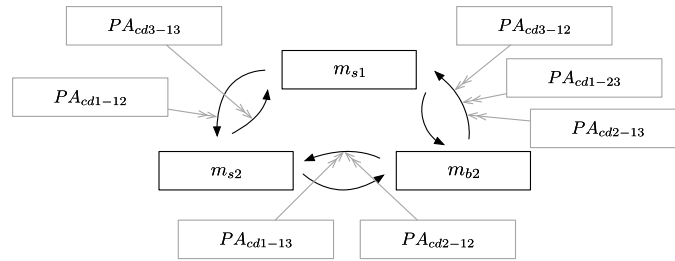 PA_{cd3-13}
PA_{cd3-12}
m_{s1}
PA_{cd1-23}
PA_{cd1-12}
PA_{cd2-13}
m_{s2}
m_{b2}
PA_{cd1-13}
PA_{cd2-12}